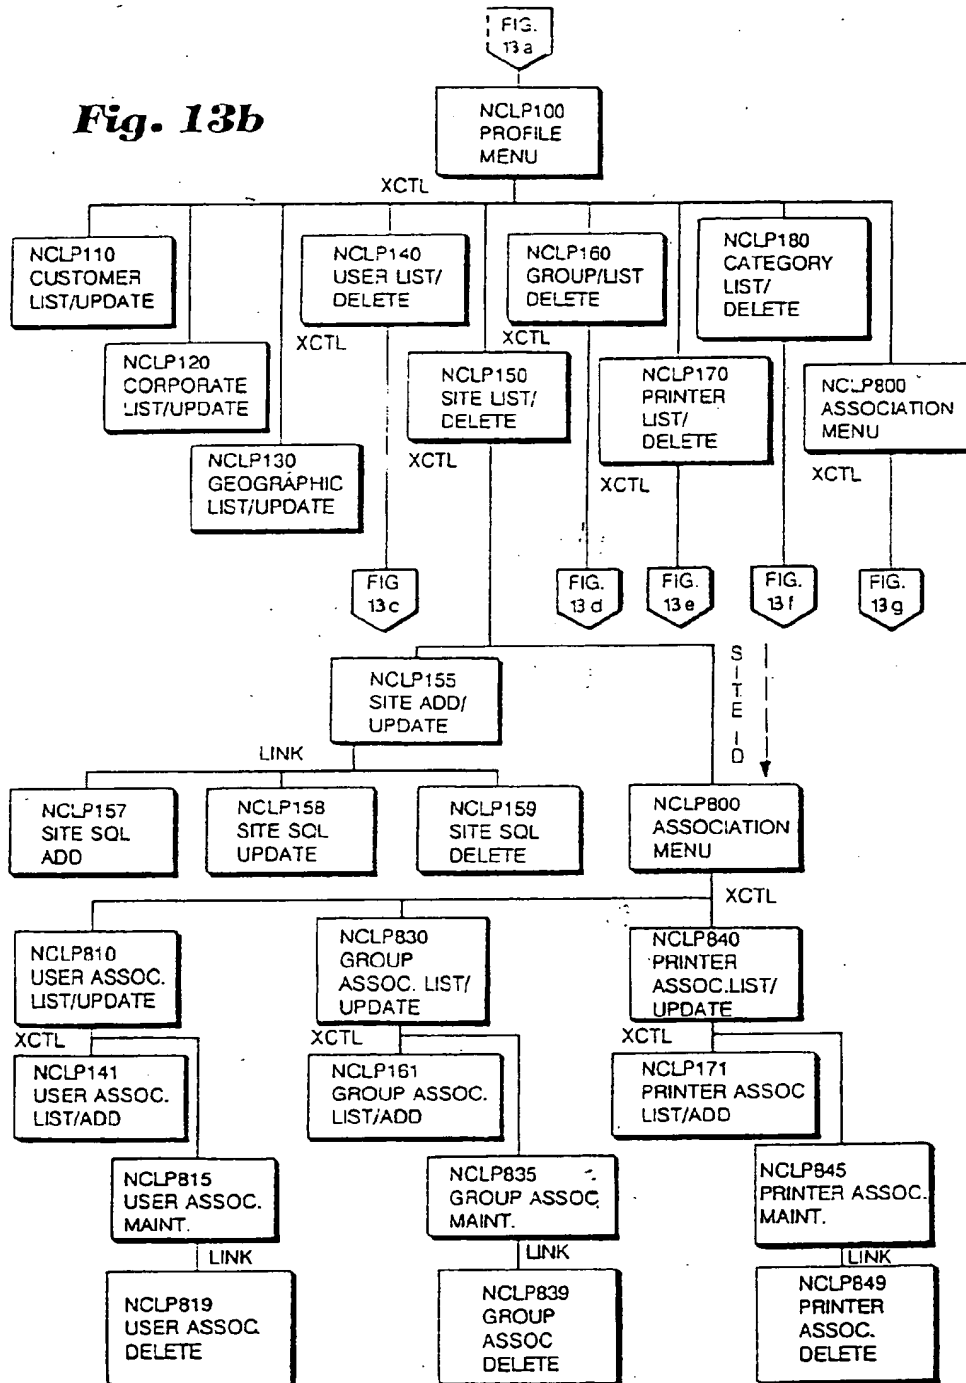 FIG.
13a
Fig. 13b
NCLP100
PROFILE
MENU
XCTL
NCLP110
CUSTOMER
LIST/UPDATE
NCLP140
USER LIST/
DELETE
NCLP160
GROUP/LIST
DELETE
NCLP180
CATEGORY
LIST/
DELETE
XCTL
XCTL
NCLP120
CORPORATE
LIST/UPDATE
NCLP150
SITE LIST/
DELETE
NCLP170
PRINTER
LIST/
DELETE
NCLP800
ASSOCIATION
MENU
NCLP130
GEOGRAPHIC
LIST/UPDATE
XCTL
XCTL
XCTL
FIG
13c
FIG.
13d
FIG.
13e
FIG.
13f
FIG.
13g
NCLP155
SITE ADD/
UPDATE
SITE ID
LINK
NCLP157
SITE SQL
ADD
NCLP158
SITE SQL
UPDATE
NCLP159
SITE SQL
DELETE
NCLP800
ASSOCIATION
MENU
XCTL
NCLP810
USER ASSOC.
LIST/UPDATE
NCLP830
GROUP
ASSOC. LIST/
UPDATE
NCLP840
PRINTER
ASSOC.LIST/
UPDATE
XCTL
XCTL
XCTL
NCLP141
USER ASSOC.
LIST/ADD
NCLP161
GROUP ASSOC.
LIST/ADD
NCLP171
PRINTER ASSOC
LIST/ADD
NCLP815
USER ASSOC.
MAINT.
NCLP835
GROUP ASSOC
MAINT.
NCLP845
PRINTER ASSOC.
MAINT.
LINK
LINK
LINK
NCLP819
USER ASSOC.
DELETE
NCLP839
GROUP
ASSOC
DELETE
NCLP849
PRINTER
ASSOC.
DELETE